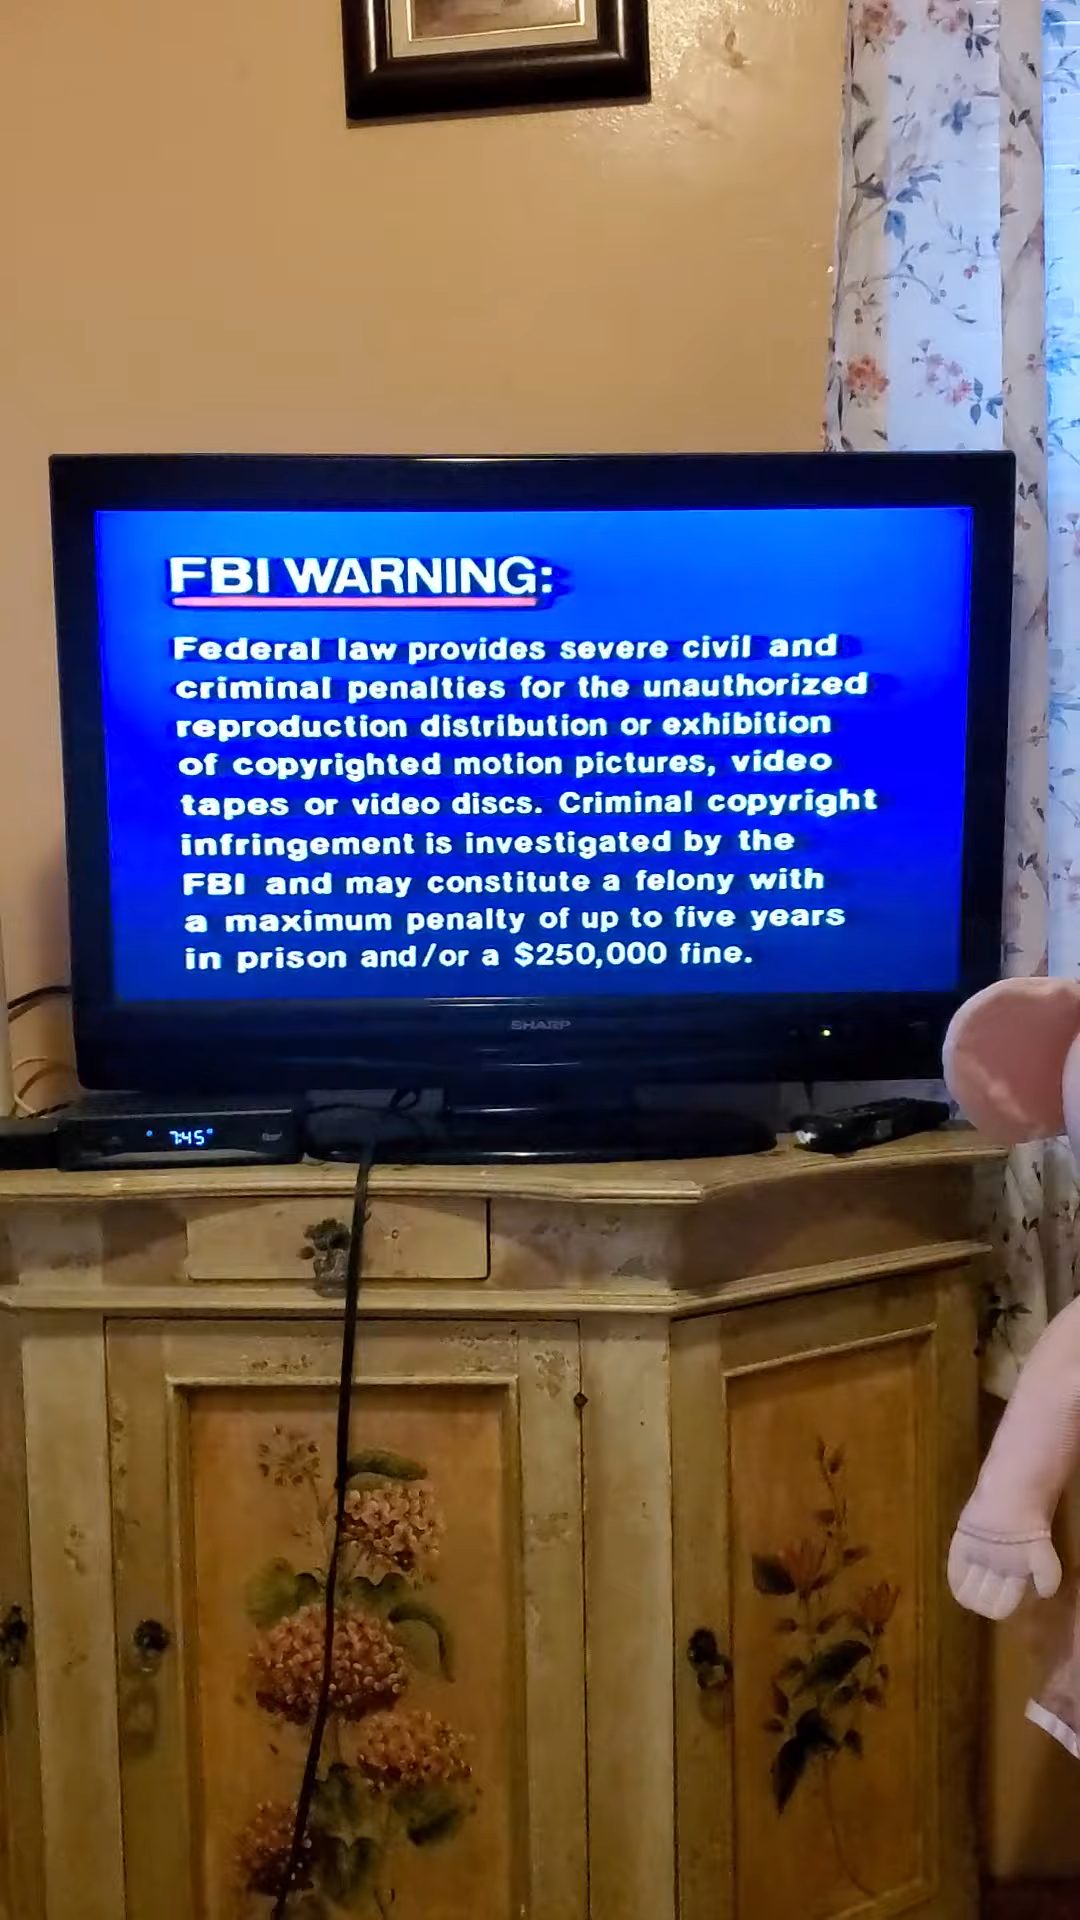 FBI WARNING:
Federal law provides severe civil and
criminal penalties for the unauthorized
reproduction distribution or exhibition
of copyrighted motion pictures, video
tapes or video discs. Criminal copyright
infringement is investigated by the
FBI and may constitute a felony with
a maximum penalty of up to five years
in prison and/or a $250,000 fine.
SHARP
7:45